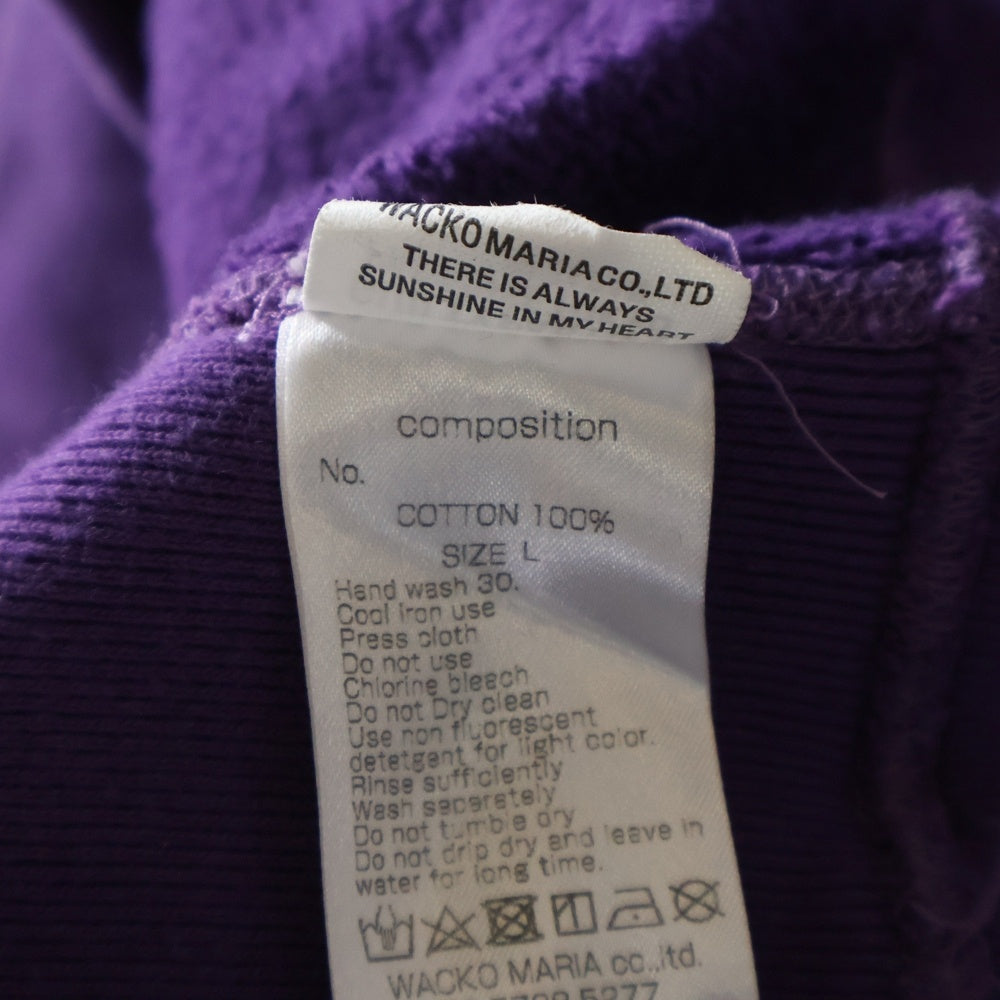 WACKO MARIA CO.,LTD
THERE IS ALWAYS
SUNSHINE IN MY HEART
composition
No.
COTTON 100%
SIZE L
Hand wash 30.
Cool iron use
Press cloth
Do not use
Chlorine bleach
Do not Dry clean
Use non fluorescent
detetgent for light color.
Rinse sufficiently
Wash separately
Do not tumble dry
Do not drip dry and leave in
water for long time.
WACKO MARIA co.,ltd.
5277